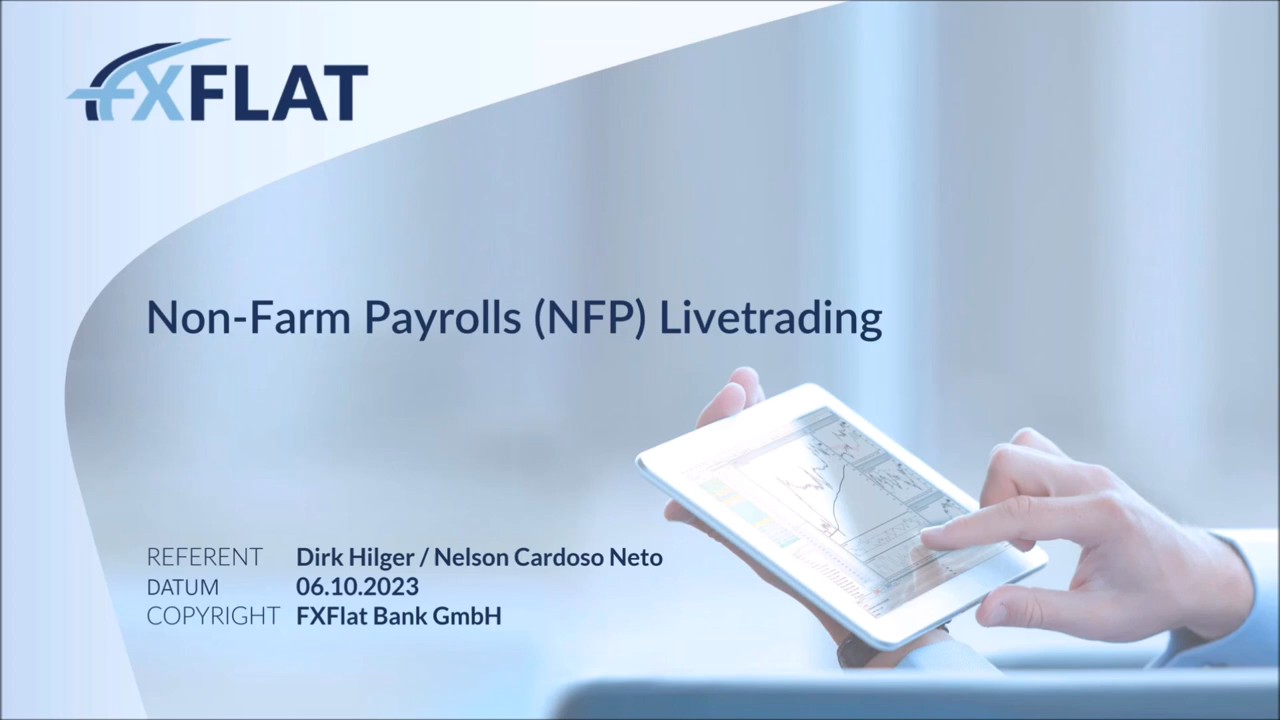 FXFLAT
Non-Farm Payrolls (NFP) Livetrading
REFERENT Dirk Hilger / Nelson Cardoso Neto
DATUM 06.10.2023
COPYRIGHT FXFlat Bank GmbH